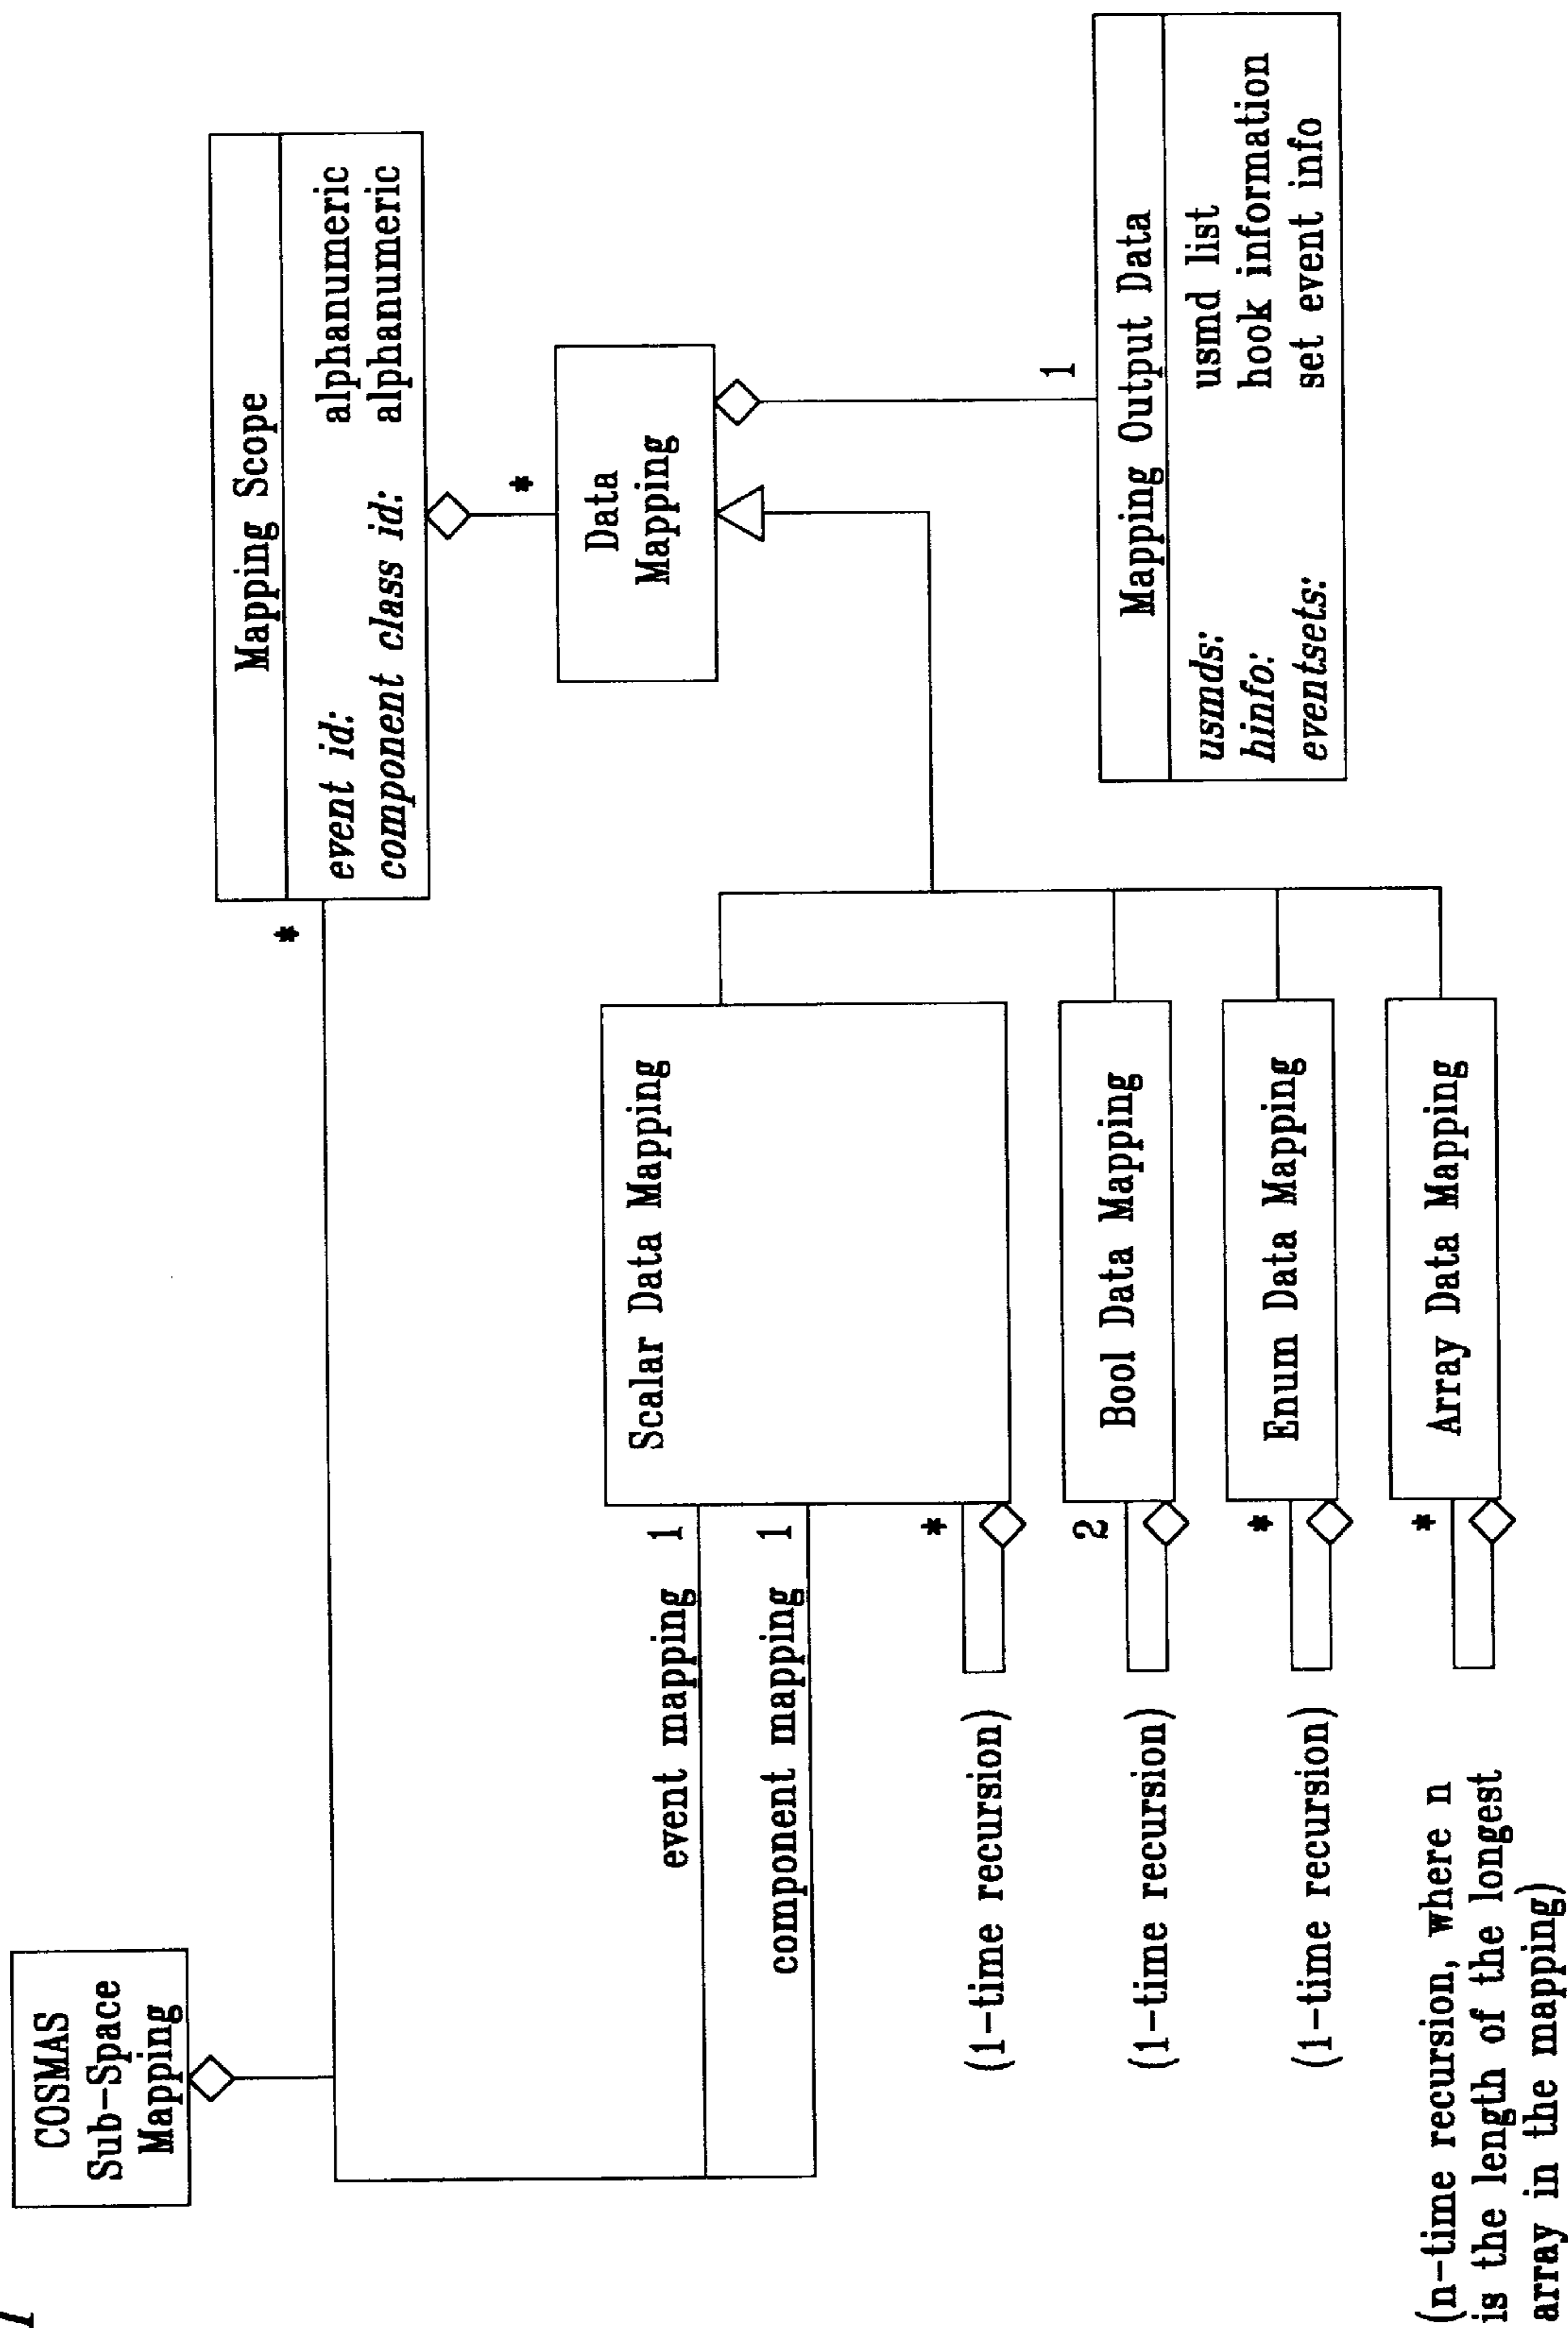 COSMAS
Sub-Space
Mapping
*
Mapping Scope
event id: alphanumeric
component class id: alphanumeric
*
Data
Mapping
event mapping 1
component mapping 1
Scalar Data Mapping
(1-time recursion) *
(1-time recursion) 2
Bool Data Mapping
(1-time recursion) *
Enum Data Mapping
(n-time recursion, where n
is the length of the longest
array in the mapping)
*
Array Data Mapping
1
Mapping Output Data
usmds: usmd list
hinfo: hook information
eventsets: set event info